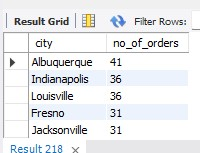 Result Grid Filter Rows:
city no_of_orders
Albuquerque 41
Indianapolis 36
Louisville 36
Fresno 31
Jacksonville 31
Result 218